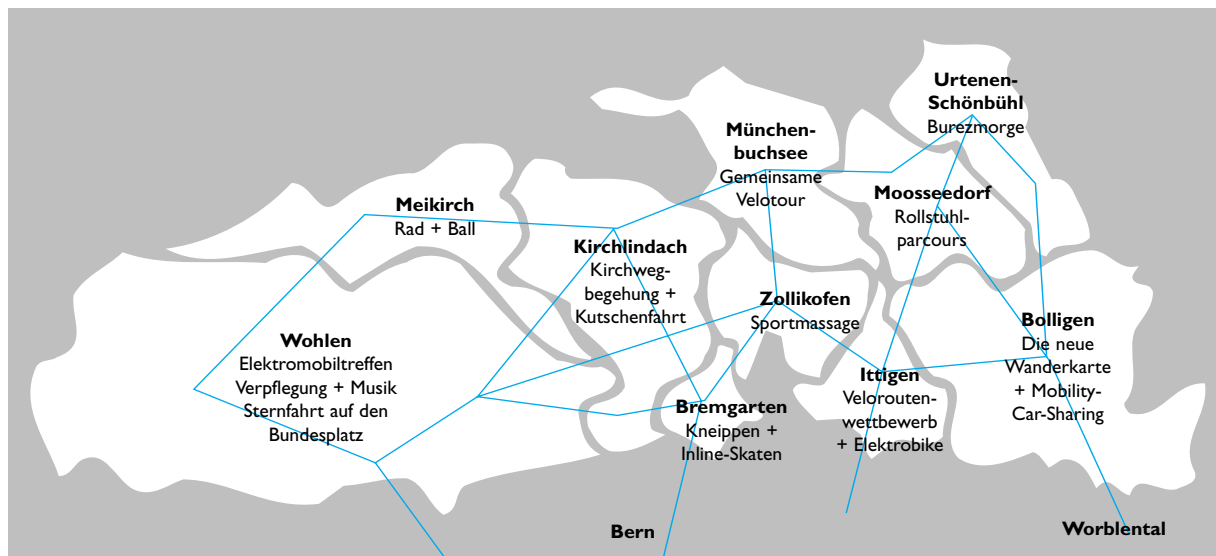 Urtenen-
Schönbühl
Burezmorge
München-
buchsee
Gemeinsame
Velotour
Moosseedorf
Rollstuhl-
parcours
Meikirch
Rad + Ball
Kirchlindach
Kirchweg-
begehung +
Kutschenfahrt
Zollikofen
Sportmassage
Wohlen
Elektromobiltreffen
Verpflegung + Musik
Sternfahrt auf den
Bundesplatz
Bolligen
Die neue
Wanderkarte
+ Mobility-
Car-Sharing
Ittigen
Velorouten-
wettbewerb
+ Elektrobike
Bremgarten
Kneippen +
Inline-Skaten
Bern
Worblental